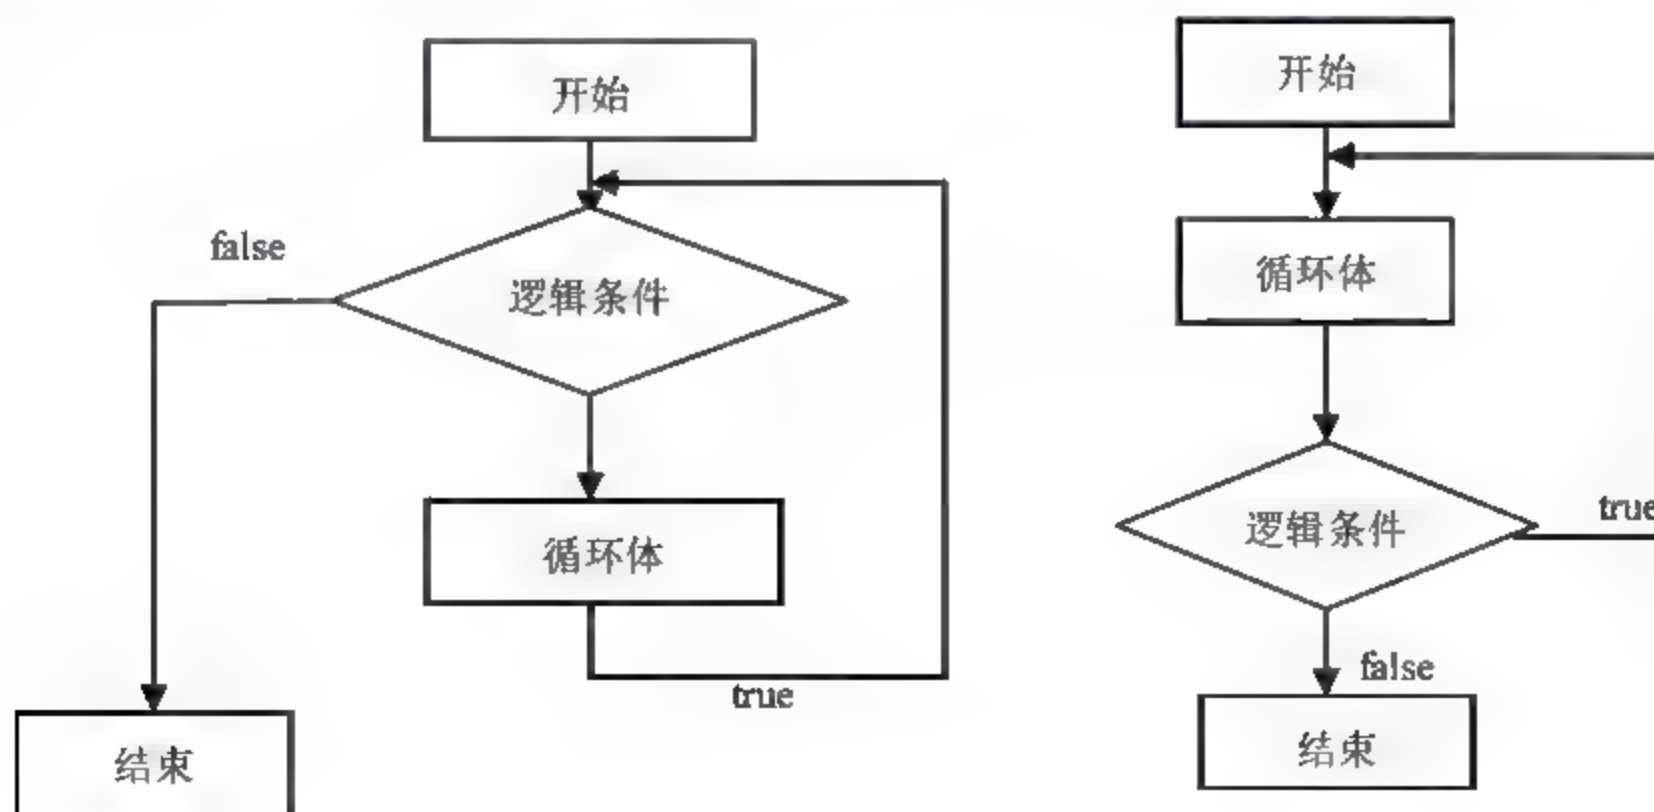 开始
false
逻辑条件
循环体
true
结束
开始
循环体
逻辑条件
true
false
结束